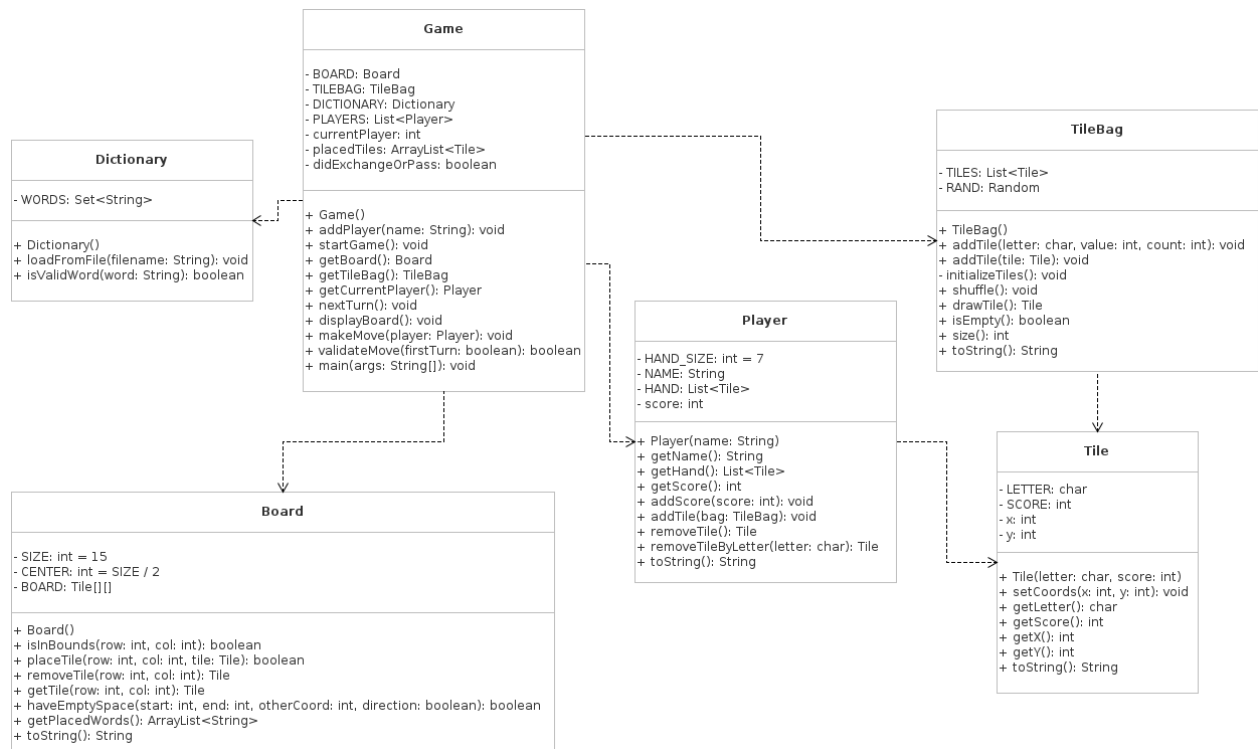 Game
- BOARD: Board
- TILEBAG: TileBag
- DICTIONARY: Dictionary
- PLAYERS: List<Player>
- currentPlayer: int
- placedTiles: ArrayList<Tile>
- didExchangeOrPass: boolean
+ Game()
+ addPlayer(name: String): void
+ startGame(): void
+ getBoard(): Board
+ getTileBag(): TileBag
+ getCurrentPlayer(): Player
+ nextTurn(): void
+ displayBoard(): void
+ makeMove(player: Player): void
+ validateMove(firstTurn: boolean): boolean
+ main(args: String[]): void
Dictionary
- WORDS: Set<String>
+ Dictionary()
+ loadFromFile(filename: String): void
+ isValidWord(word: String): boolean
TileBag
- TILES: List<Tile>
- RAND: Random
+ TileBag()
+ addTile(letter: char, value: int, count: int): void
+ addTile(tile: Tile): void
- initializeTiles(): void
+ shuffle(): void
+ drawTile(): Tile
+ isEmpty(): boolean
+ size(): int
+ toString(): String
Player
- HAND_SIZE: int = 7
- NAME: String
- HAND: List<Tile>
- score: int
+ Player(name: String)
+ getName(): String
+ getHand(): List<Tile>
+ getScore(): int
+ addScore(score: int): void
+ addTile(bag: TileBag): void
+ removeTile(): Tile
+ removeTileByLetter(letter: char): Tile
+ toString(): String
Tile
- LETTER: char
- SCORE: int
- x: int
- y: int
+ Tile(letter: char, score: int)
+ setCoords(x: int, y: int): void
+ getLetter(): char
+ getScore(): int
+ getX(): int
+ getY(): int
+ toString(): String
Board
- SIZE: int = 15
- CENTER: int = SIZE / 2
- BOARD: Tile[][]
+ Board()
+ isInBounds(row: int, col: int): boolean
+ placeTile(row: int, col: int, tile: Tile): boolean
+ removeTile(row: int, col: int): Tile
+ getTile(row: int, col: int): Tile
+ haveEmptySpace(start: int, end: int, otherCoord: int, direction: boolean): boolean
+ getPlacedWords(): ArrayList<String>
+ toString(): String